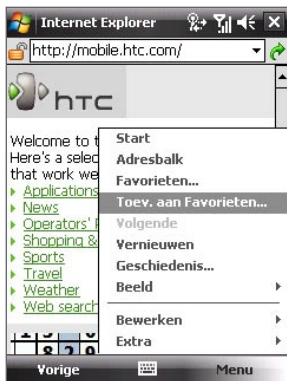 Internet Explorer
http://mobile.htc.com/
hTC
Welcome to t
Here's a selec
that work we
Applications
News
Operators'
Shopping &
Sports
Travel
Weather
Web search
Start
Adresbalk
Favorieten...
Toev. aan Favorieten...
Volgende
Vernieuwen
Geschiedenis...
Beeld
Bewerken
Extra
Vorige
Menu